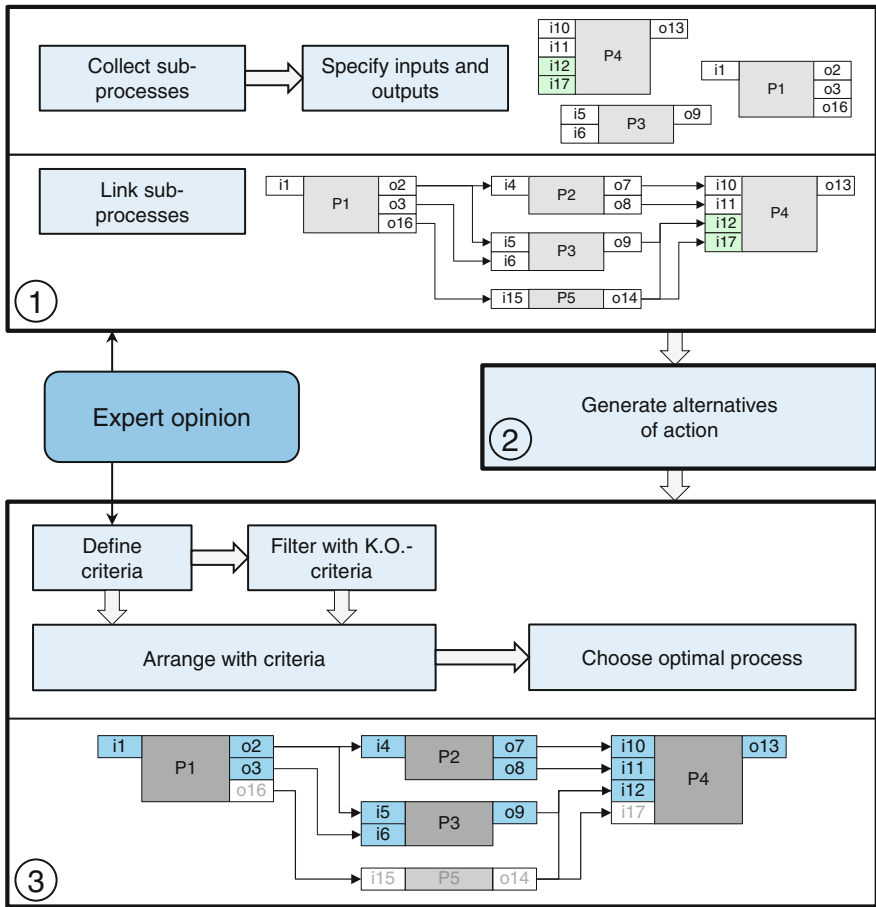 Collect sub-
processes
Specify inputs and
outputs
i10
i11
i12
i17
P4
o13
i1
P1
o2
o3
o16
i5
i6
P3
o9
Link sub-
processes
i1
P1
o2
o3
o16
i4
P2
o7
o8
i5
i6
P3
o9
i15
P5
o14
i10
i11
i12
i17
P4
o13
1
Expert opinion
Generate alternatives
of action
2
Define
criteria
Filter with K.O.-
criteria
Arrange with criteria
Choose optimal process
i1
P1
o2
o3
o16
i4
P2
o7
o8
i5
i6
P3
o9
i15
P5
o14
i10
i11
i12
i17
P4
o13
3